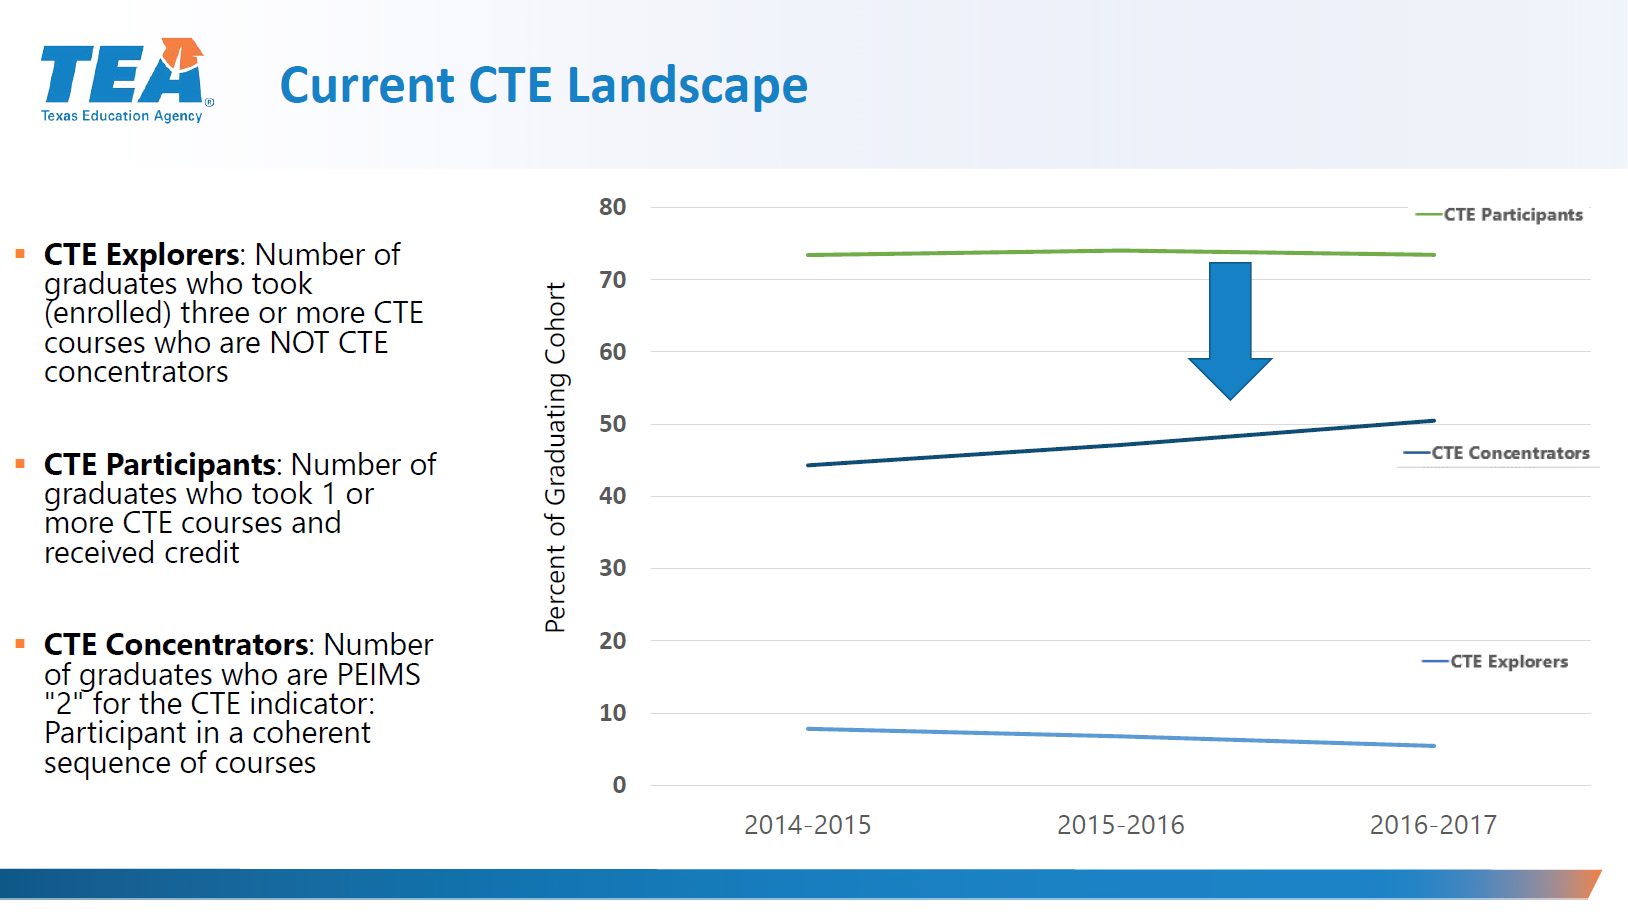 TEA®
Texas Education Agency
Current CTE Landscape
▪ CTE Explorers: Number of
graduates who took
(enrolled) three or more CTE
courses who are NOT CTE
concentrators
▪ CTE Participants: Number of
graduates who took 1 or
more CTE courses and
received credit
▪ CTE Concentrators: Number
of graduates who are PEIMS
"2" for the CTE indicator:
Participant in a coherent
sequence of courses
Percent of Graduating Cohort
80
70
60
50
40
30
20
10
0
CTE Participants
CTE Concentrators
CTE Explorers
2014-2015
2015-2016
2016-2017